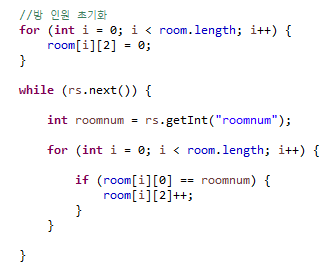 //방 인원 초기화
for (int i = 0; i < room.length; i++) {
room[i][2] = 0;
}
while (rs.next()) {
int roomnum = rs.getInt("roomnum");
for (int i = 0; i < room.length; i++) {
if (room[i][0] == roomnum) {
room[i][2]++;
}
}
}